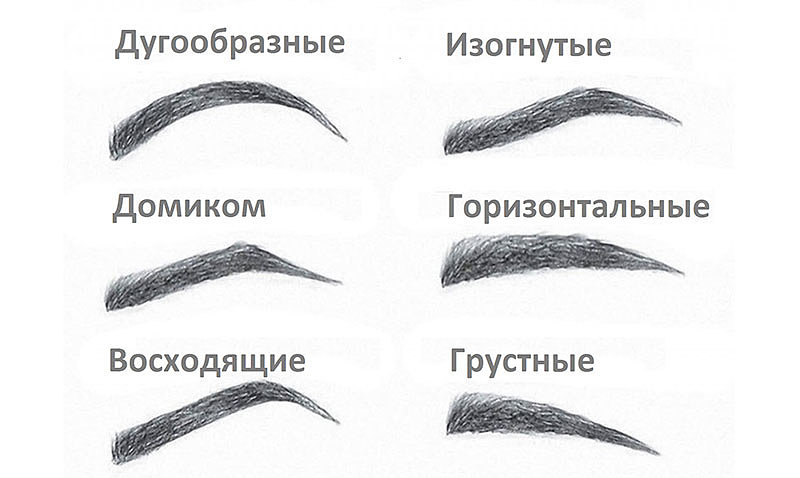 Дугообразные
Изогнутые
Домиком
Горизонтальные
Восходящие
Грустные